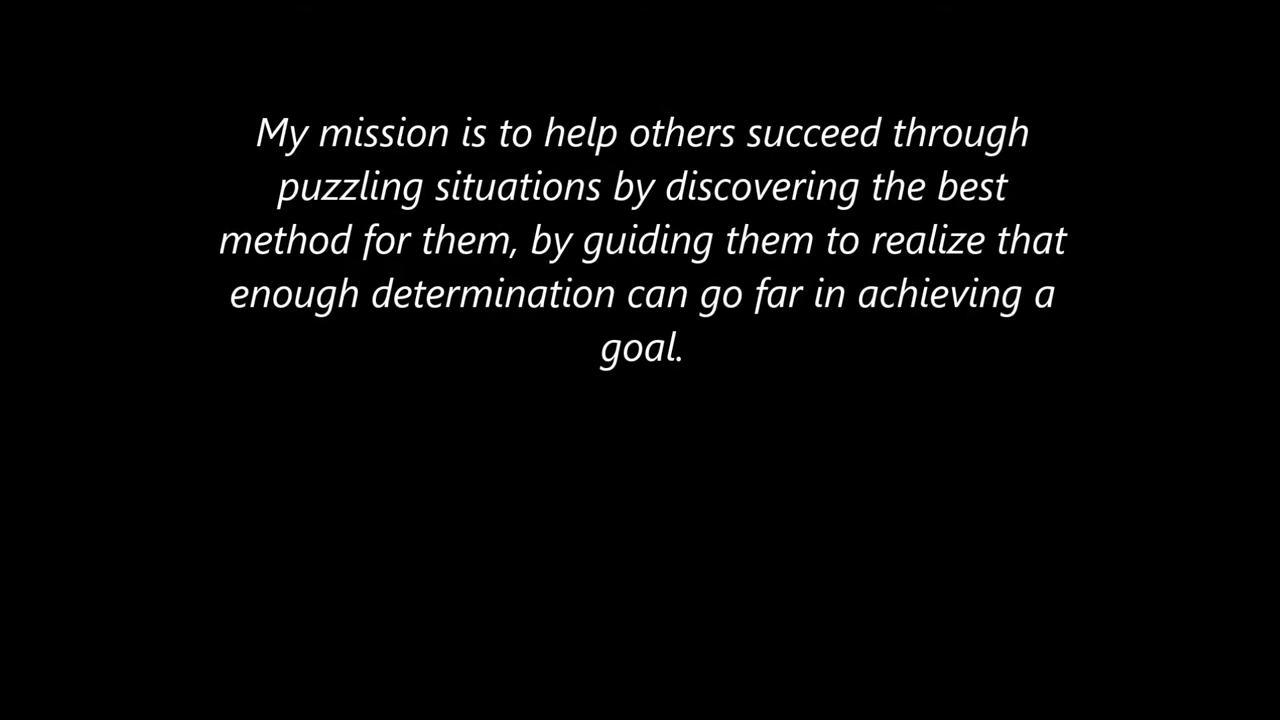 My mission is to help others succeed through
puzzling situations by discovering the best
method for them, by guiding them to realize that
enough determination can go far in achieving a
goal.